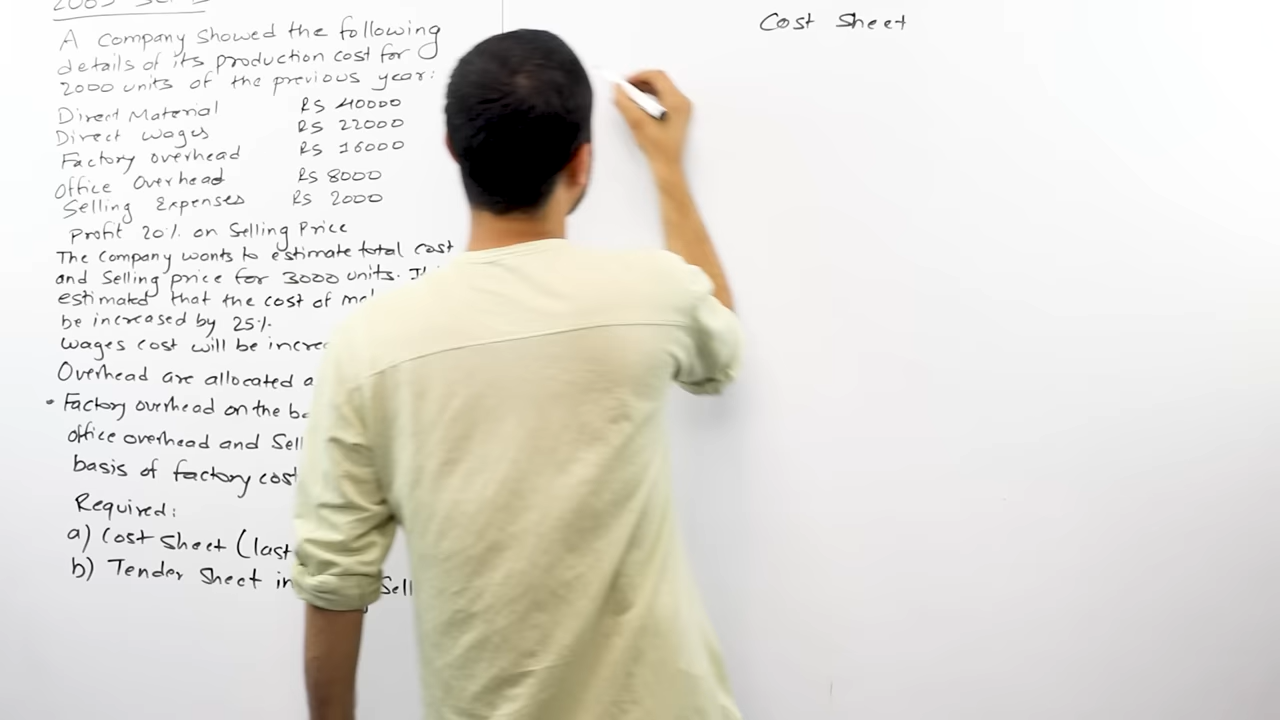 A company showed the following
details of its production cost for
2000 units of the previous year:
Direct Material Rs 40000
Direct wages Rs 22000
Factory overhead Rs 16000
Office Overhead Rs 8000
Selling Expenses Rs 2000
Profit 20% on Selling Price
The company wants to estimate total cost
and Selling price for 3000 units.
estimated that the cost of
be increased by 25%.
wages cost will be
Overhead are allocated
• Factory overhead on the
office overhead and Sell
basis of factory cost
Required:
a) Cost Sheet (last
b) Tender Sheet in Sell
Cost Sheet